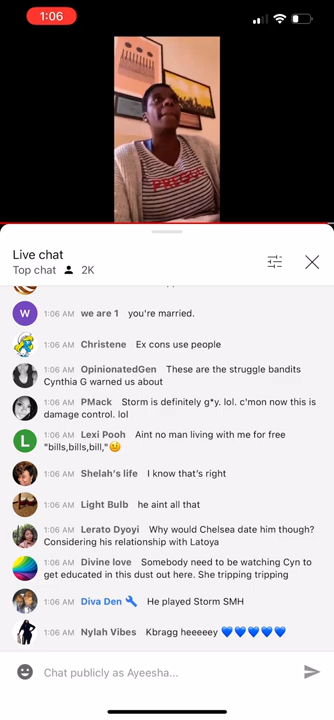 1:06
PRECIOU
Live chat
Top chat 2K
W 1:06 AM we are 1 you're married.
1:06 AM Christene Ex cons use people
1:06 AM OpinionatedGen These are the struggle bandits
Cynthia G warned us about
1:06 AM PMack Storm is definitely g*y. lol. c'mon now this is
damage control. lol
L 1:06 AM Lexi Pooh Aint no man living with me for free
"bills,bills,bill,"😉
1:06 AM Shelah's life I know that's right
1:06 AM Light Bulb he aint all that
1:06 AM Lerato Dyoyi Why would Chelsea date him though?
Considering his relationship with Latoya
1:06 AM Divine love Somebody need to be watching Cyn to
get educated in this dust out here. She tripping tripping
1:06 AM Diva Den 🔧 He played Storm SMH
1:06 AM Nylah Vibes Kbragg heeeeey 💙💙💙💙💙
Chat publicly as Ayeesha...